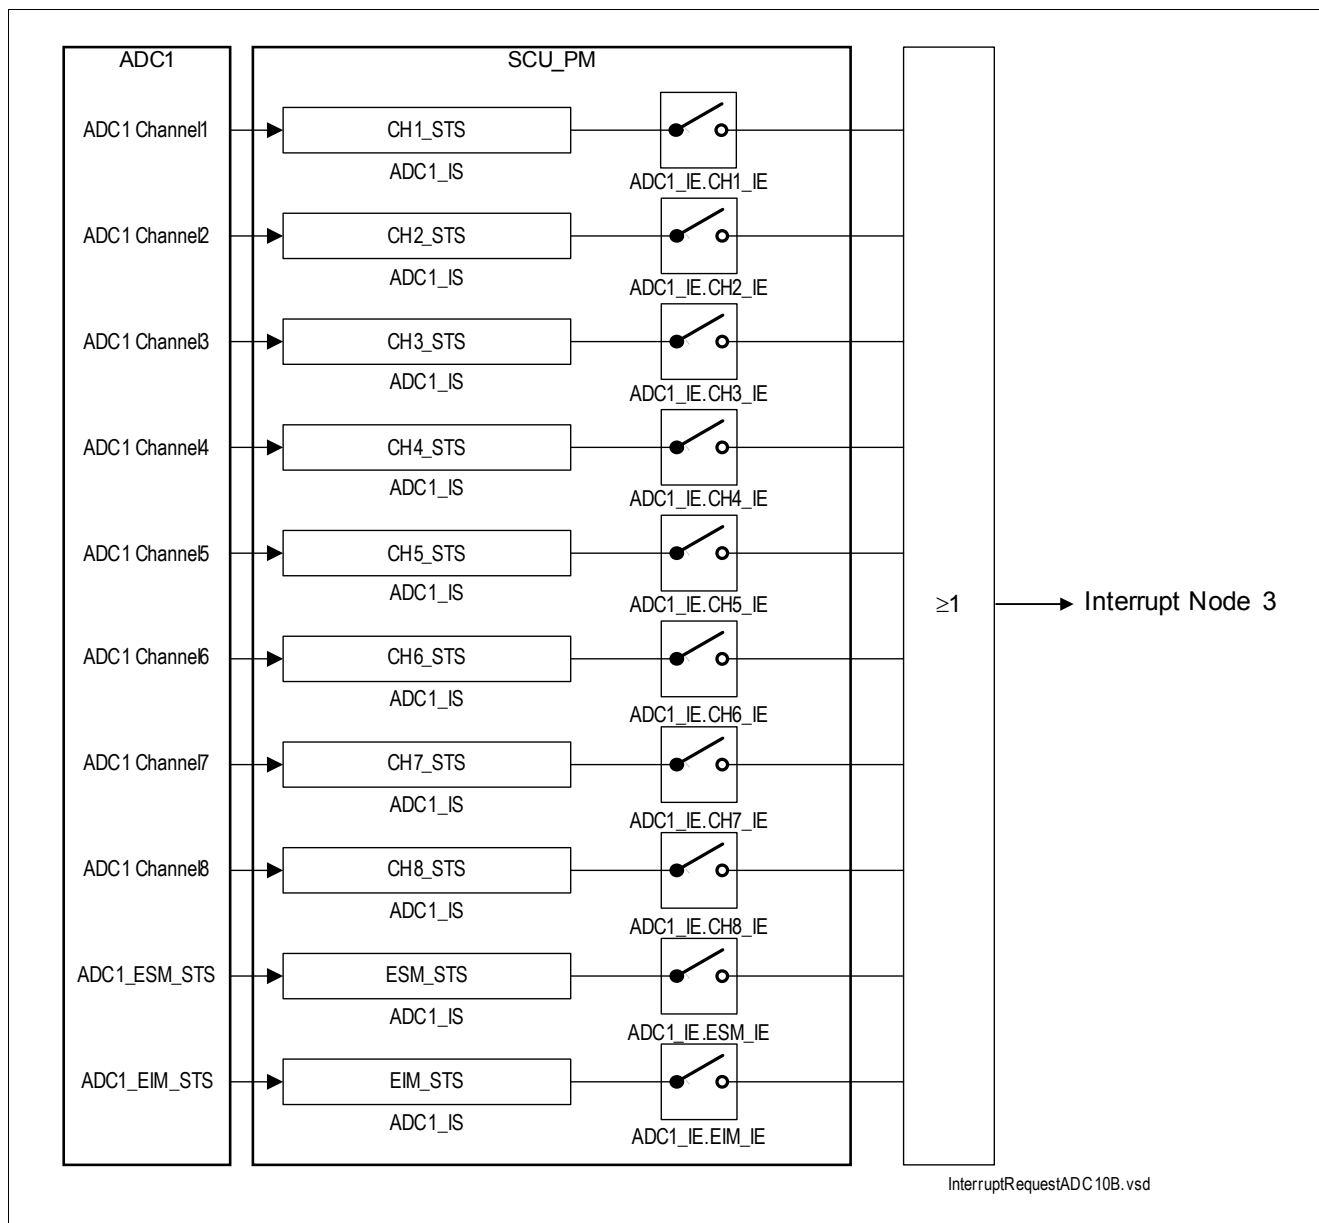 ADC1
SCU_PM
ADC1 Channel1
CH1_STS
ADC1_IS
ADC1_IE.CH1_IE
ADC1 Channel2
CH2_STS
ADC1_IS
ADC1_IE.CH2_IE
ADC1 Channel3
CH3_STS
ADC1_IS
ADC1_IE.CH3_IE
ADC1 Channel4
CH4_STS
ADC1_IS
ADC1_IE.CH4_IE
ADC1 Channel5
CH5_STS
ADC1_IS
ADC1_IE.CH5_IE
≥1
Interrupt Node 3
ADC1 Channel6
CH6_STS
ADC1_IS
ADC1_IE.CH6_IE
ADC1 Channel7
CH7_STS
ADC1_IS
ADC1_IE.CH7_IE
ADC1 Channel8
CH8_STS
ADC1_IS
ADC1_IE.CH8_IE
ADC1_ESM_STS
ESM_STS
ADC1_IS
ADC1_IE.ESM_IE
ADC1_EIM_STS
EIM_STS
ADC1_IS
ADC1_IE.EIM_IE
InterruptRequestADC10B.vsd